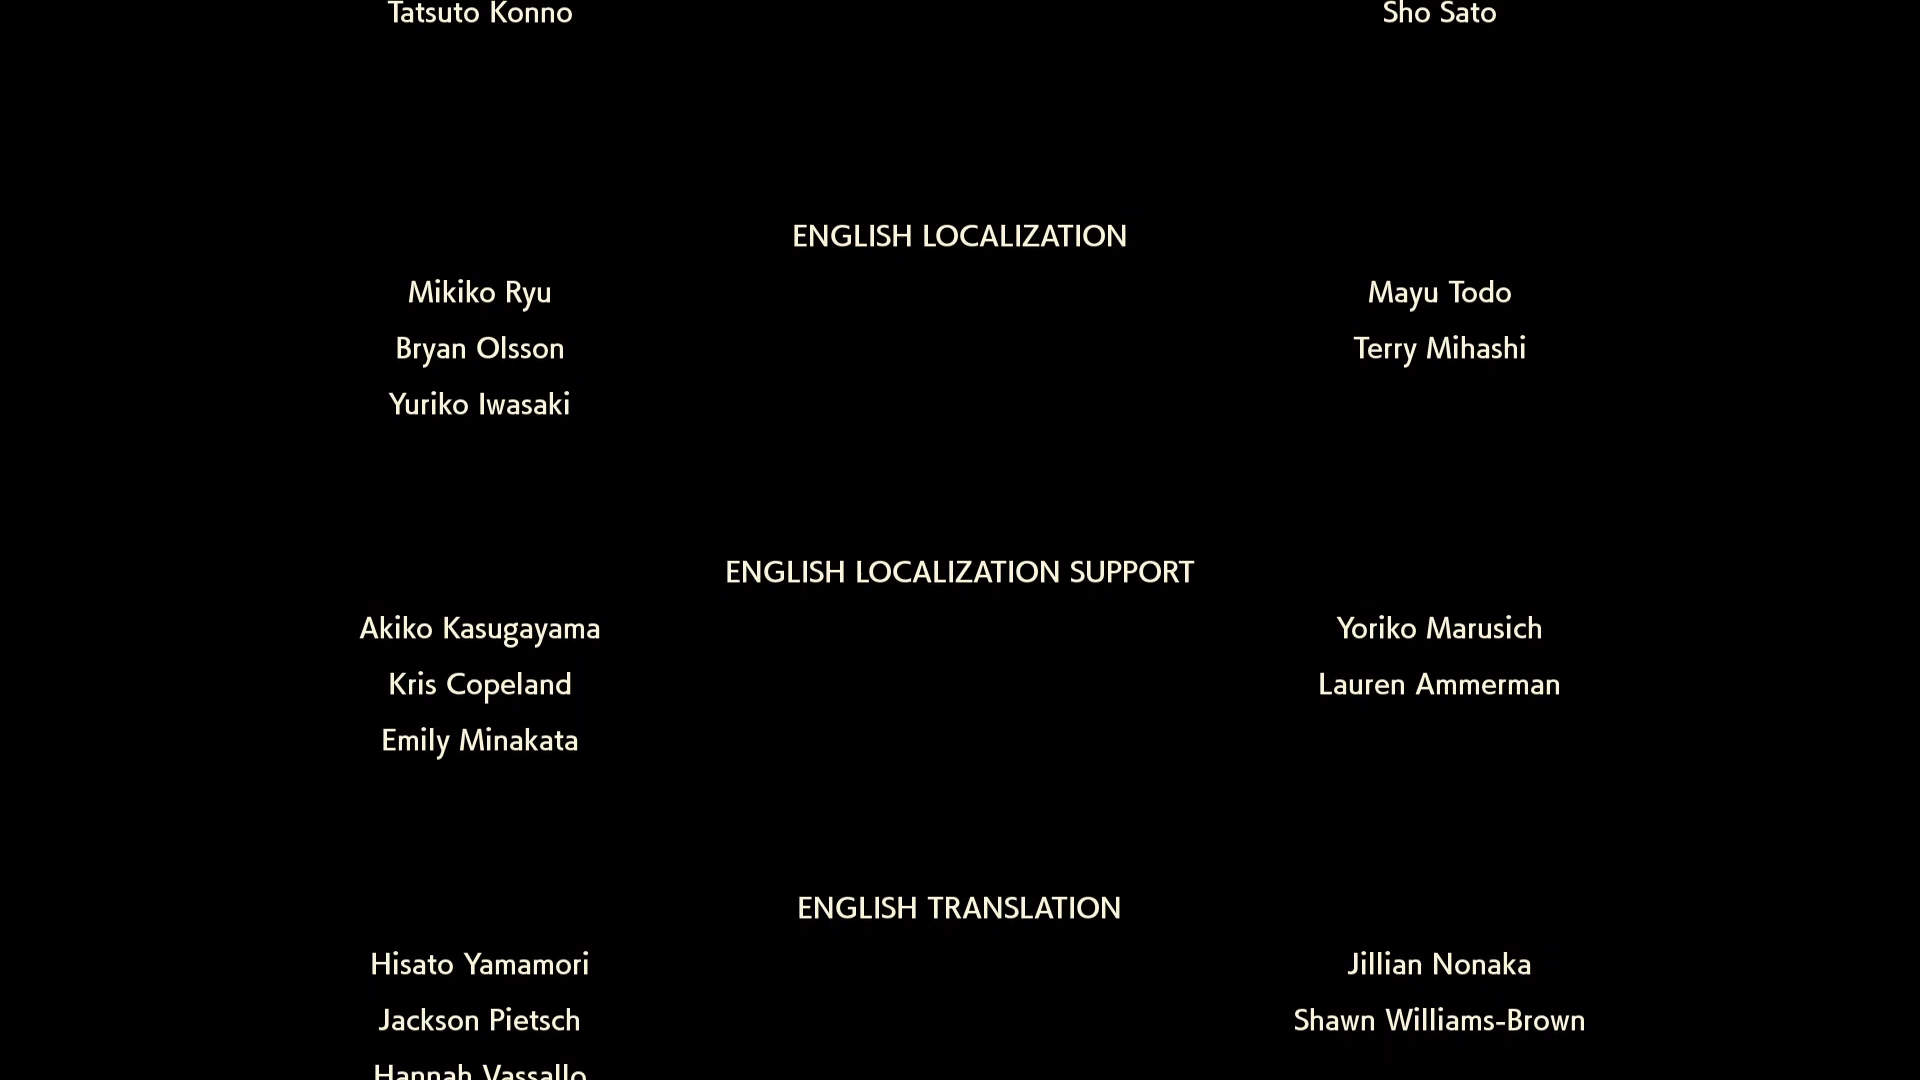 Tatsuto Konno Sho Sato
ENGLISH LOCALIZATION
Mikiko Ryu Mayu Todo
Bryan Olsson Terry Mihashi
Yuriko Iwasaki
ENGLISH LOCALIZATION SUPPORT
Akiko Kasugayama Yoriko Marusich
Kris Copeland Lauren Ammerman
Emily Minakata
ENGLISH TRANSLATION
Hisato Yamamori Jillian Nonaka
Jackson Pietsch Shawn Williams-Brown
Hannah Vassallo